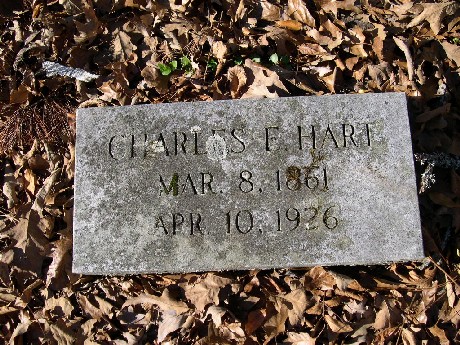 CHARLES E. HART
MAR. 8. 1861
APR. 10, 1926